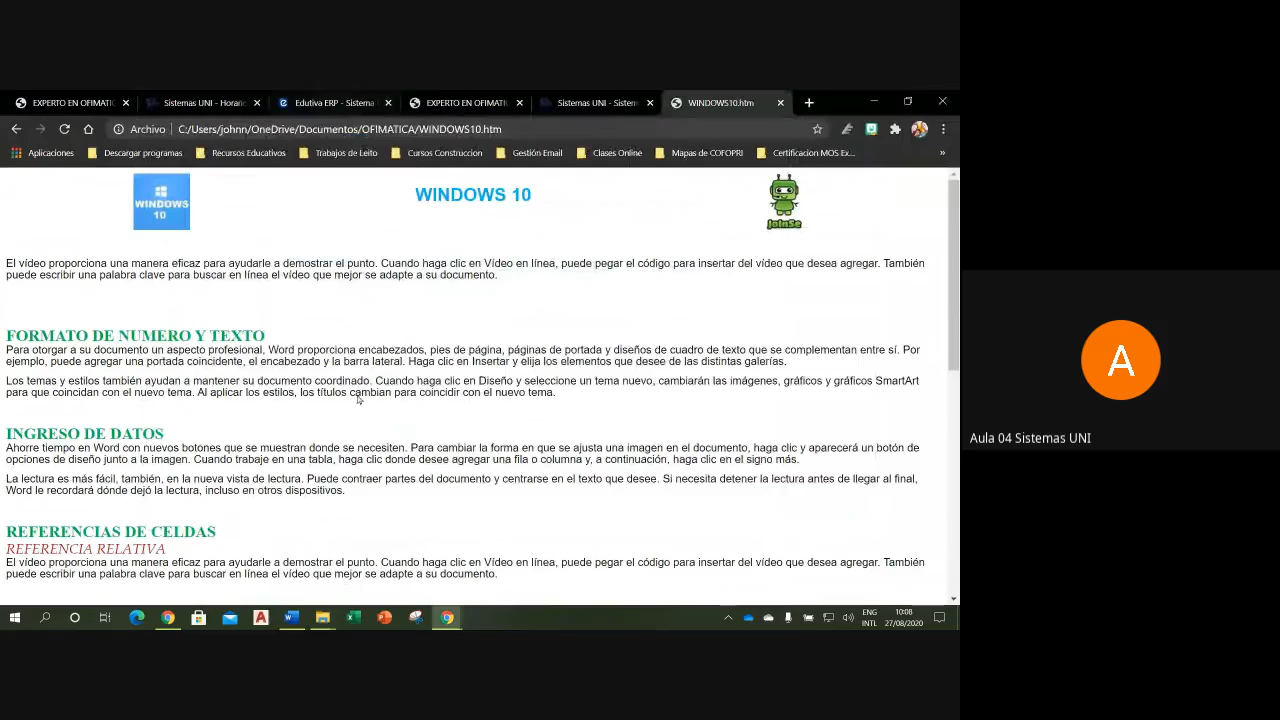 EXPERTO EN OFIMATIC
Sistemas UNI - Horari
Edutiva ERP - Sistema
EXPERTO EN OFIMATIC
Sistemas UNI - Sistem
WINDOWS10.htm
Archivo
C:/Users/johnn/OneDrive/Documentos/OFIMATICA/WINDOWS10.htm
Aplicaciones
Descargar programas
Recursos Educativos
Trabajos de Leito
Cursos Construccion
Gestión Email
Clases Online
Mapas de COFOPRI
Certificacion MOS Ex...
»
WINDOWS
10
WINDOWS 10
JoinSe
El vídeo proporciona una manera eficaz para ayudarle a demostrar el punto. Cuando haga clic en Vídeo en línea, puede pegar el código para insertar del vídeo que desea agregar. También
puede escribir una palabra clave para buscar en línea el vídeo que mejor se adapte a su documento.
FORMATO DE NUMERO Y TEXTO
Para otorgar a su documento un aspecto profesional, Word proporciona encabezados, pies de página, páginas de portada y diseños de cuadro de texto que se complementan entre sí. Por
ejemplo, puede agregar una portada coincidente, el encabezado y la barra lateral. Haga clic en Insertar y elija los elementos que desee de las distintas galerías.
Los temas y estilos también ayudan a mantener su documento coordinado. Cuando haga clic en Diseño y seleccione un tema nuevo, cambiarán las imágenes, gráficos y gráficos SmartArt
para que coincidan con el nuevo tema. Al aplicar los estilos, los títulos cambian para coincidir con el nuevo tema.
INGRESO DE DATOS
Ahorre tiempo en Word con nuevos botones que se muestran donde se necesiten. Para cambiar la forma en que se ajusta una imagen en el documento, haga clic y aparecerá un botón de
opciones de diseño junto a la imagen. Cuando trabaje en una tabla, haga clic donde desee agregar una fila o columna y, a continuación, haga clic en el signo más.
La lectura es más fácil, también, en la nueva vista de lectura. Puede contraer partes del documento y centrarse en el texto que desee. Si necesita detener la lectura antes de llegar al final,
Word le recordará dónde dejó la lectura, incluso en otros dispositivos.
REFERENCIAS DE CELDAS
REFERENCIA RELATIVA
El vídeo proporciona una manera eficaz para ayudarle a demostrar el punto. Cuando haga clic en Vídeo en línea, puede pegar el código para insertar del vídeo que desea agregar. También
puede escribir una palabra clave para buscar en línea el vídeo que mejor se adapte a su documento.
ENG
INTL
10:08
27/08/2020
A
Aula 04 Sistemas UNI